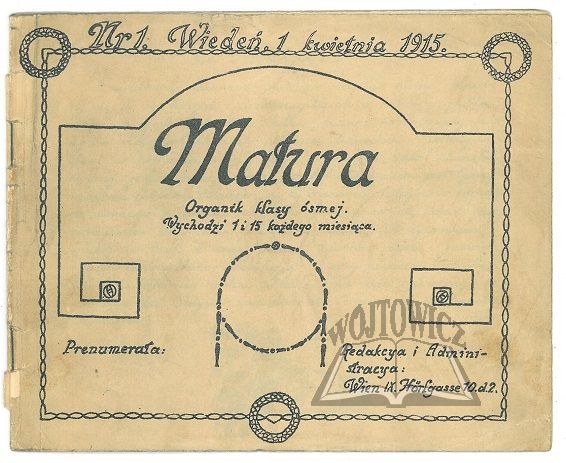 Nr 1. Wiedeń, 1 kwietnia 1915.
Matura
Organik klasy ósmej.
Wychodzi 1 i 15 każdego miesiąca.
WOJTOWICZ
Prenumerata:
Redakcya i Admini-
stracya:
Wien IX. Hörlgasse 10.d.2.